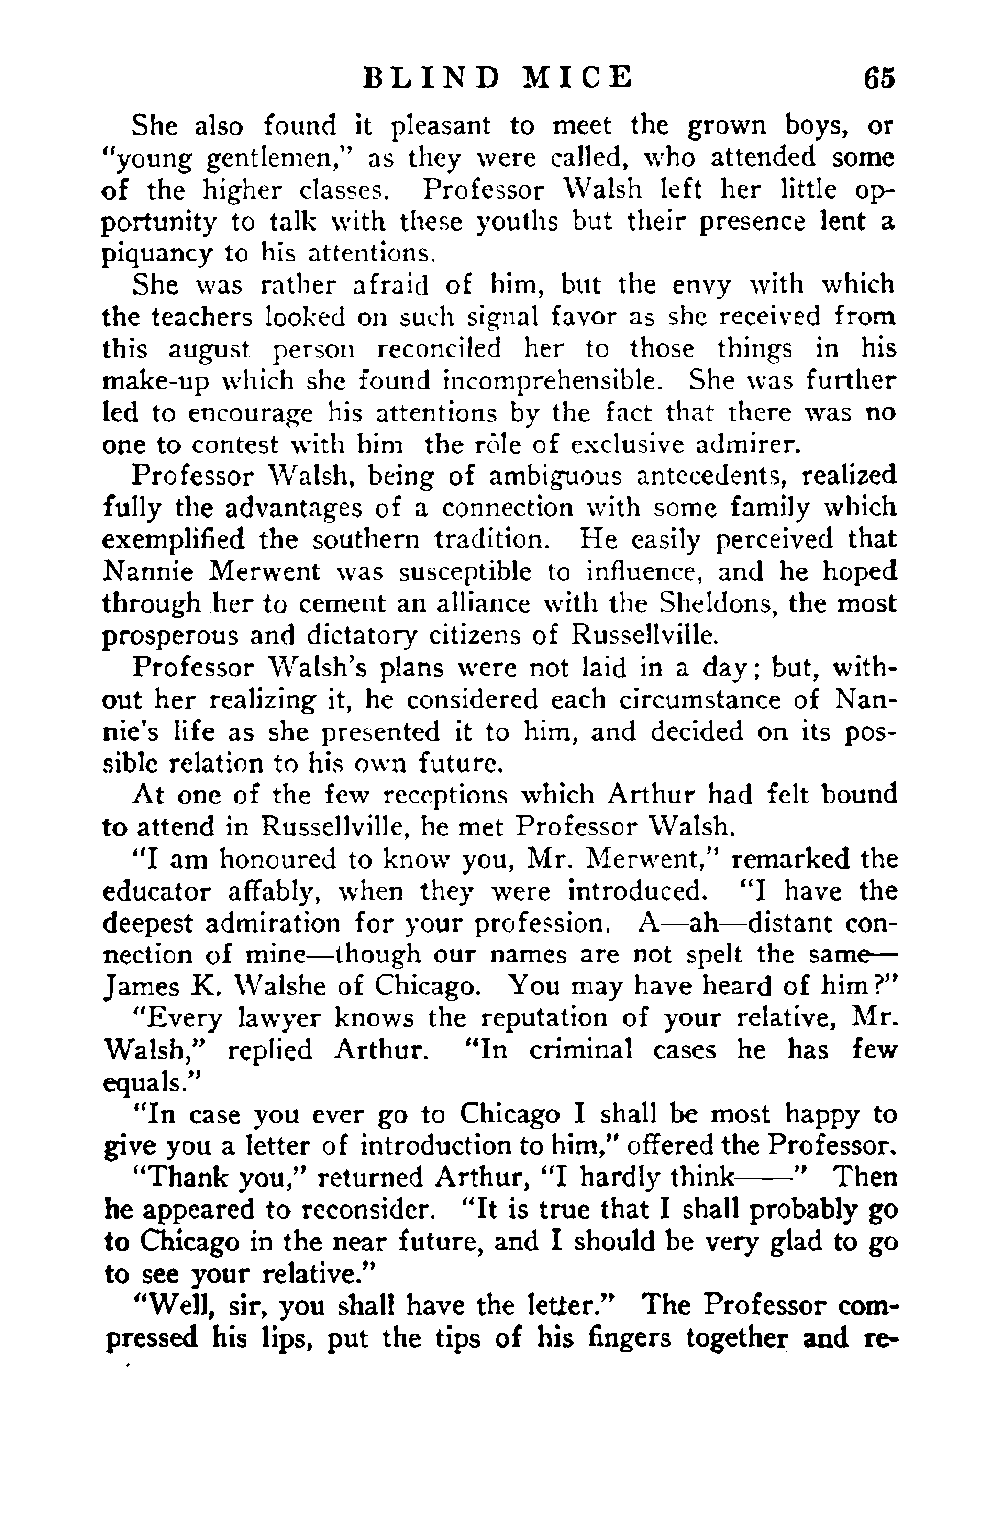 BLIND MICE 65
She also found it pleasant to meet the grown boys, or
"young gentlemen," as they were called, who attended some
of the higher classes. Professor Walsh left her little op-
portunity to talk with these youths but their presence lent a
piquancy to his attentions.
She was rather afraid of him, but the envy with which
the teachers looked on such signal favor as she received from
this august person reconciled her to those things in his
make-up which she found incomprehensible. She was further
led to encourage his attentions by the fact that there was no
one to contest with him the rôle of exclusive admirer.
Professor Walsh, being of ambiguous antecedents, realized
fully the advantages of a connection with some family which
exemplified the southern tradition. He easily perceived that
Nannie Merwent was susceptible to influence, and he hoped
through her to cement an alliance with the Sheldons, the most
prosperous and dictatory citizens of Russellville.
Professor Walsh's plans were not laid in a day; but, with-
out her realizing it, he considered each circumstance of Nan-
nie's life as she presented it to him, and decided on its pos-
sible relation to his own future.
At one of the few receptions which Arthur had felt bound
to attend in Russellville, he met Professor Walsh.
"I am honoured to know you, Mr. Merwent," remarked the
educator affably, when they were introduced. "I have the
deepest admiration for your profession. A—ah—distant con-
nection of mine—though our names are not spelt the same—
James K. Walshe of Chicago. You may have heard of him?"
"Every lawyer knows the reputation of your relative, Mr.
Walsh," replied Arthur. "In criminal cases he has few
equals."
"In case you ever go to Chicago I shall be most happy to
give you a letter of introduction to him," offered the Professor.
"Thank you," returned Arthur, "I hardly think——" Then
he appeared to reconsider. "It is true that I shall probably go
to Chicago in the near future, and I should be very glad to go
to see your relative."
"Well, sir, you shall have the letter." The Professor com-
pressed his lips, put the tips of his fingers together and re-